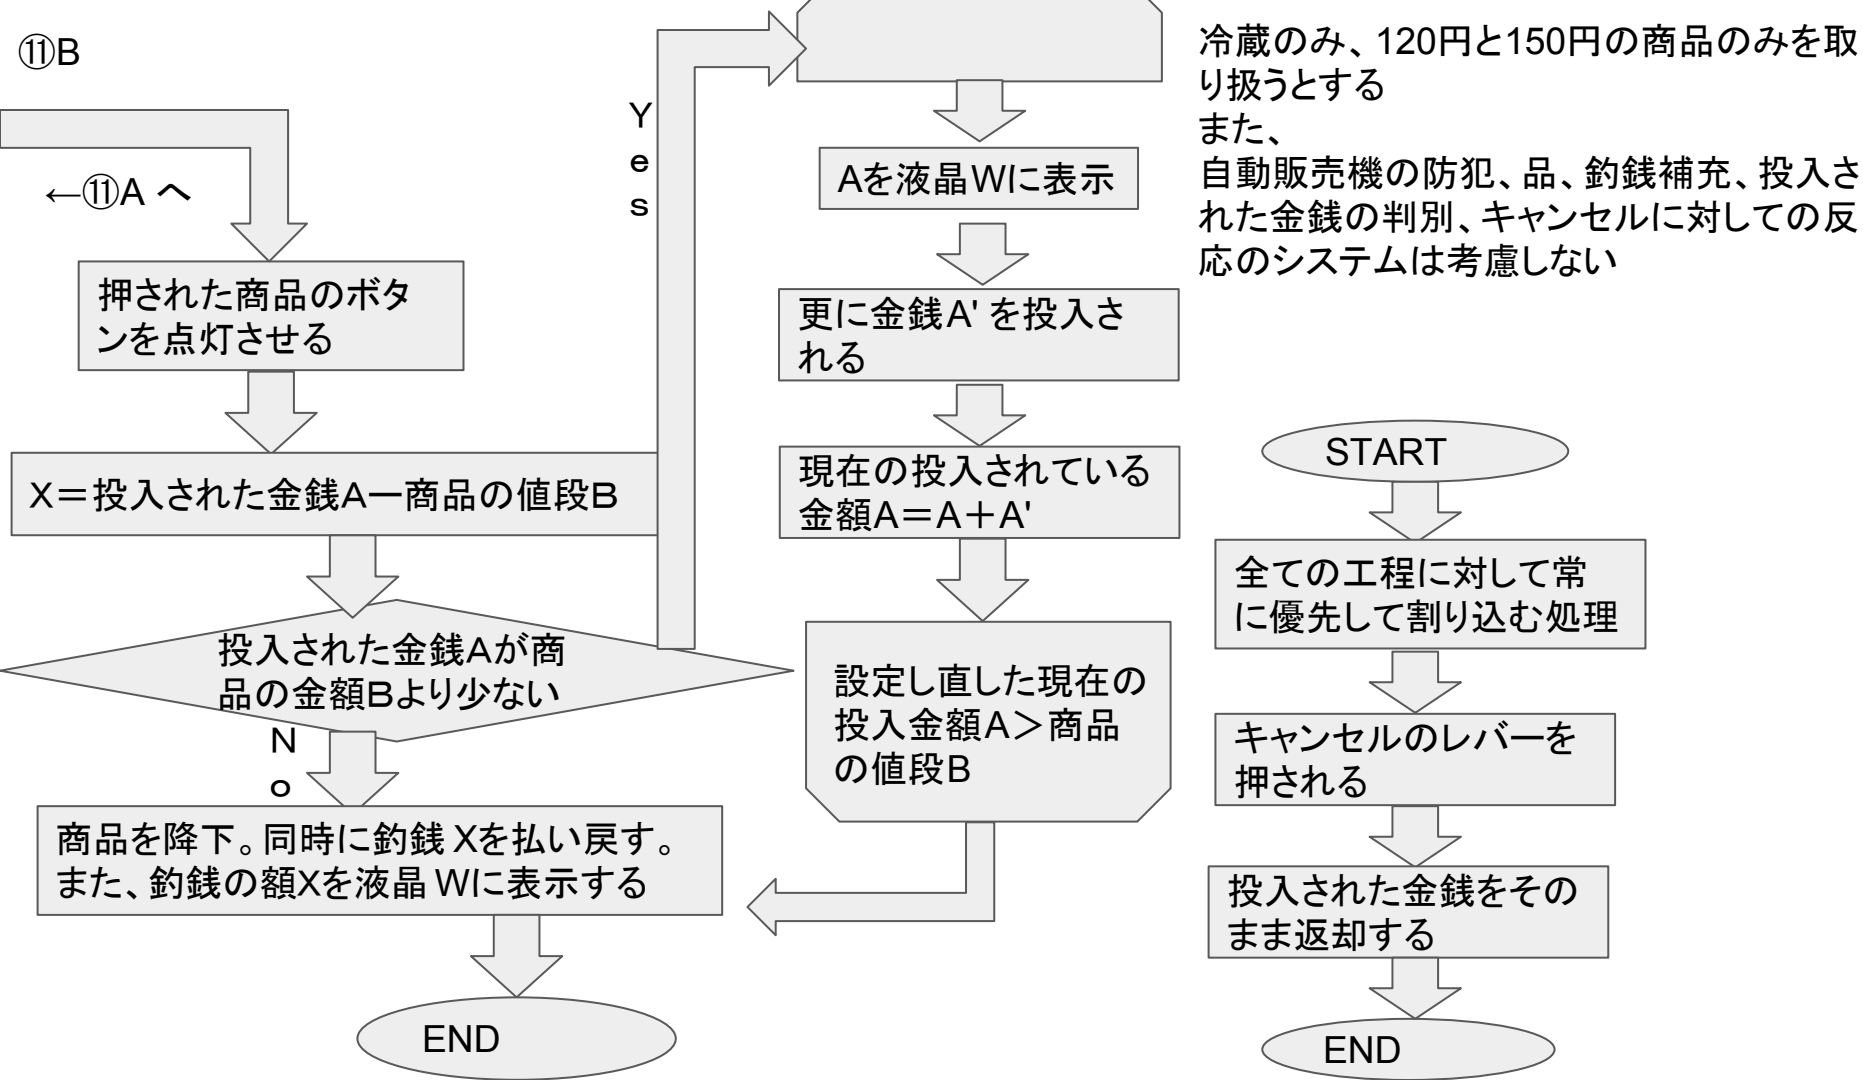 ⑪B
←⑪A へ
押された商品のボタ
ンを点灯させる
X＝投入された金銭Aー商品の値段B
投入された金銭Aが商
品の金額Bより少ない
Yes
No
商品を降下。同時に釣銭Xを払い戻す。
また、釣銭の額Xを液晶Wに表示する
END
Aを液晶Wに表示
更に金銭A' を投入さ
れる
現在の投入されている
金額A＝A＋A'
設定し直した現在の
投入金額A＞商品
の値段B
冷蔵のみ、120円と150円の商品のみを取
り扱うとする
また、
自動販売機の防犯、品、釣銭補充、投入さ
れた金銭の判別、キャンセルに対しての反
応のシステムは考慮しない
START
全ての工程に対して常
に優先して割り込む処理
キャンセルのレバーを
押される
投入された金銭をその
まま返却する
END